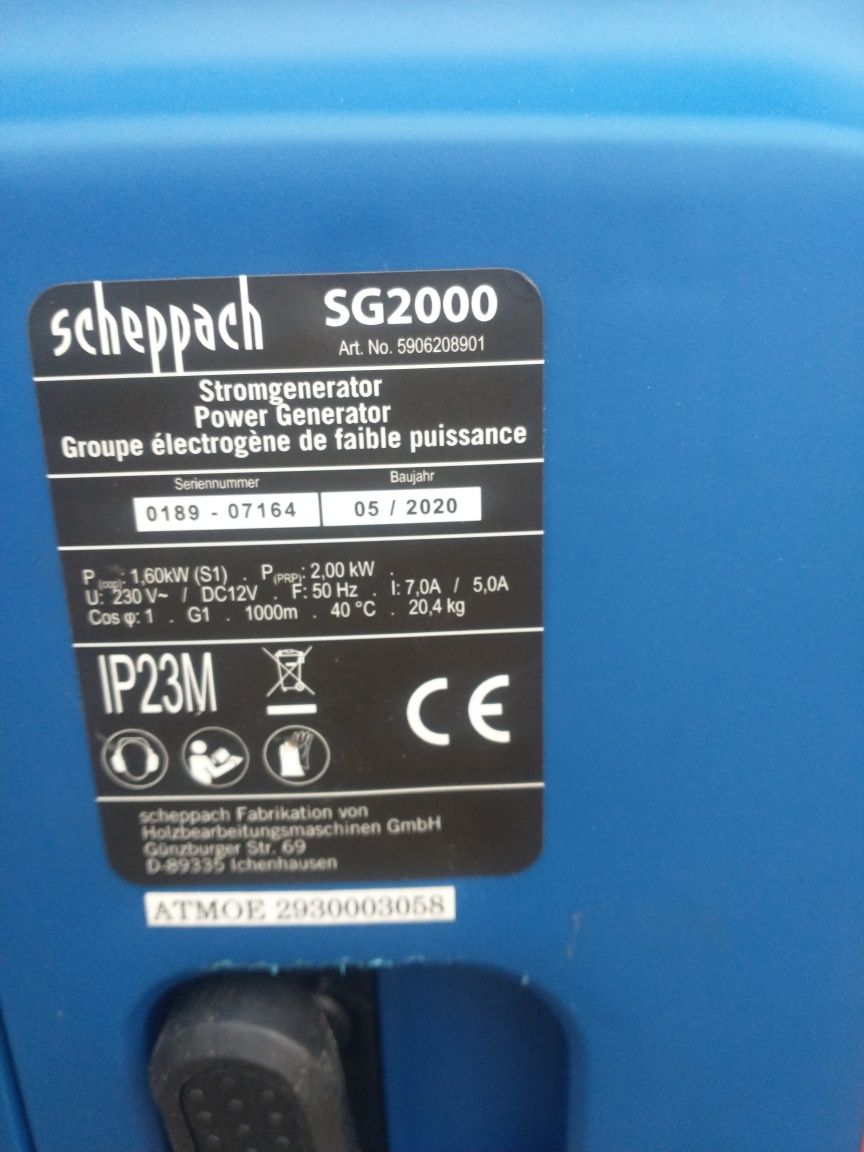 scheppach SG2000
Art. No. 5906208901
Stromgenerator
Power Generator
Groupe électrogène de faible puissance
Seriennummer Baujahr
0189 - 07164 05 / 2020
P(cop): 1,60kW (S1) . P(PRP): 2,00 kW .
U: 230 V~ / DC12V . F: 50 Hz . I: 7,0A / 5,0A
Cos φ: 1 . G1 . 1000m . 40 °C . 20,4 kg
IP23M
CE
scheppach Fabrikation von
Holzbearbeitungsmaschinen GmbH
Günzburger Str. 69
D-89335 Ichenhausen
ATMOE 2930003058